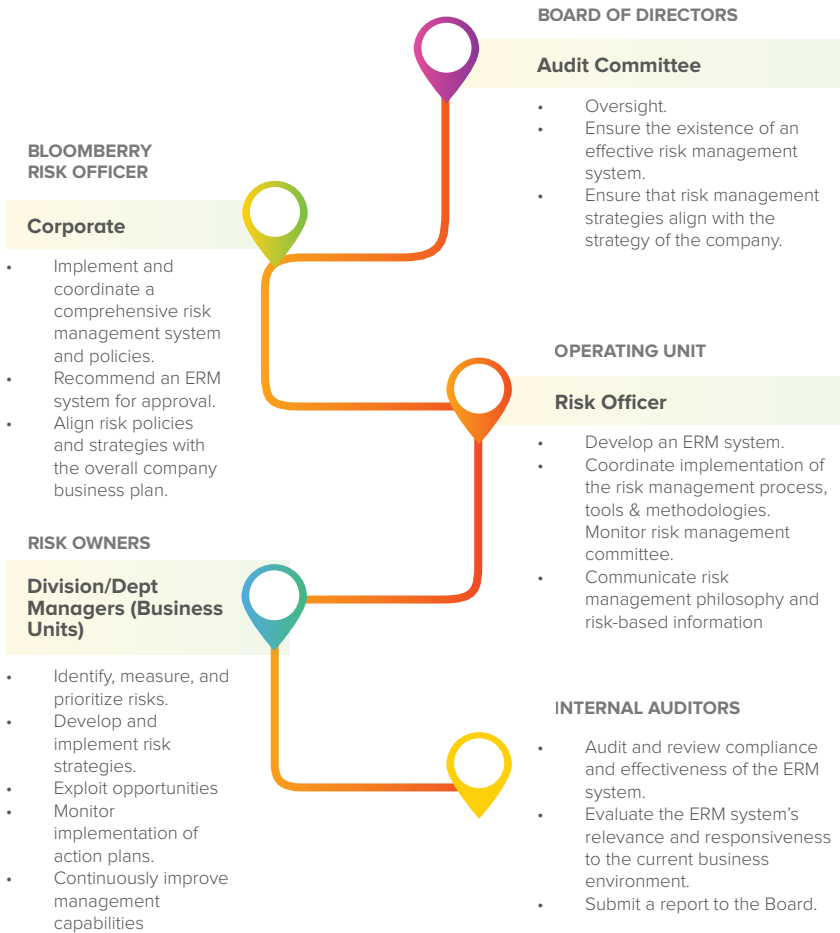 BOARD OF DIRECTORS
Audit Committee
• Oversight.
• Ensure the existence of an
effective risk management
system.
• Ensure that risk management
strategies align with the
strategy of the company.
BLOOMBERRY
RISK OFFICER
Corporate
• Implement and
coordinate a
comprehensive risk
management system
and policies.
• Recommend an ERM
system for approval.
• Align risk policies
and strategies with
the overall company
business plan.
OPERATING UNIT
Risk Officer
• Develop an ERM system.
• Coordinate implementation of
the risk management process,
tools & methodologies.
Monitor risk management
committee.
• Communicate risk
management philosophy and
risk-based information
RISK OWNERS
Division/Dept
Managers (Business
Units)
• Identify, measure, and
prioritize risks.
• Develop and
implement risk
strategies.
• Exploit opportunities
• Monitor
implementation of
action plans.
• Continuously improve
management
capabilities
INTERNAL AUDITORS
• Audit and review compliance
and effectiveness of the ERM
system.
• Evaluate the ERM system’s
relevance and responsiveness
to the current business
environment.
• Submit a report to the Board.